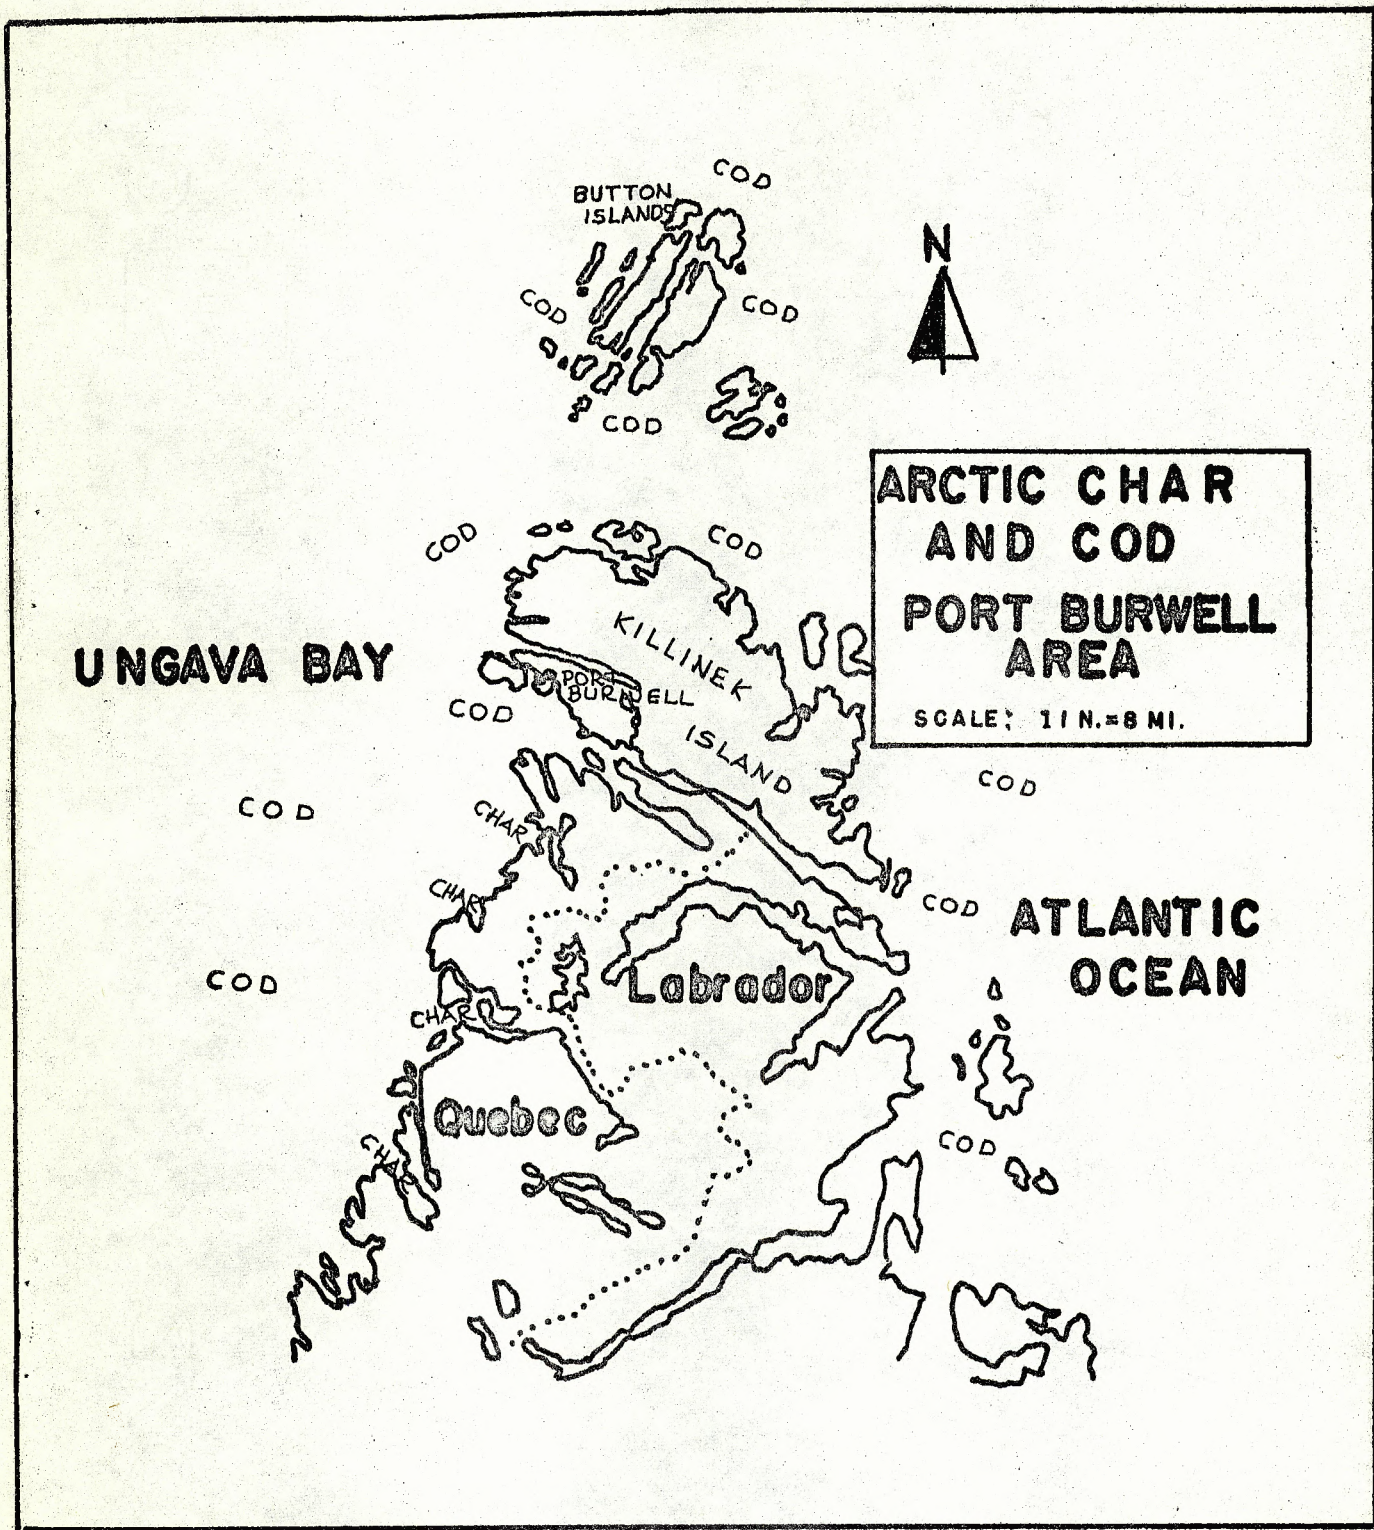 COD
BUTTON
ISLANDS
N
COD
COD
COD
ARCTIC CHAR
AND COD
PORT BURWELL
AREA
SCALE: 1 IN.=8 MI.
COD
COD
KILLINEK
ISLAND
UNGAVA BAY
PORT
BURWELL
COD
COD
COD
CHAR
CHAR
COD
ATLANTIC
OCEAN
COD
Labrador
CHAR
Quebec
COD
CHAR